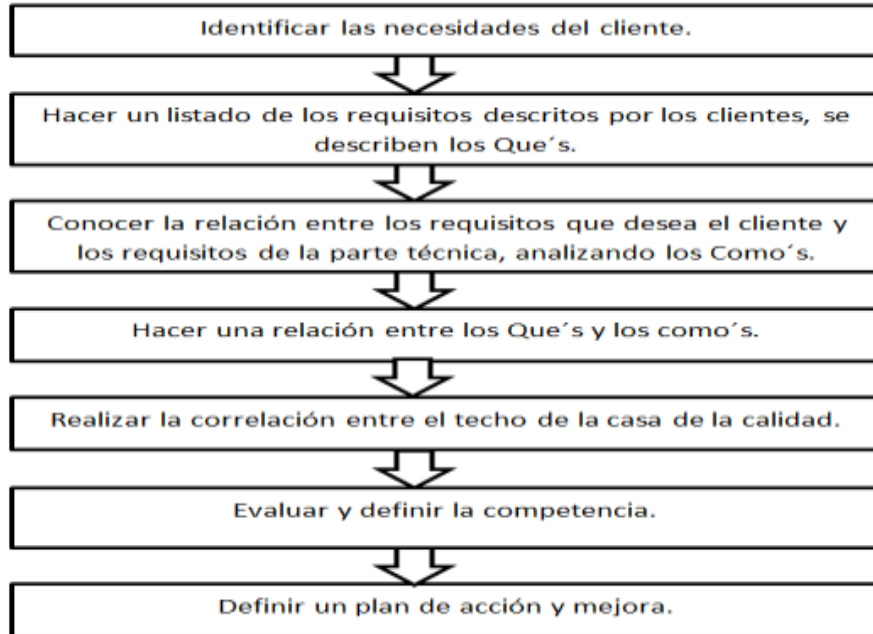 Identificar las necesidades del cliente.
Hacer un listado de los requisitos descritos por los clientes, se
describen los Que´s.
Conocer la relación entre los requisitos que desea el cliente y
los requisitos de la parte técnica, analizando los Como´s.
Hacer una relación entre los Que´s y los como´s.
Realizar la correlación entre el techo de la casa de la calidad.
Evaluar y definir la competencia.
Definir un plan de acción y mejora.